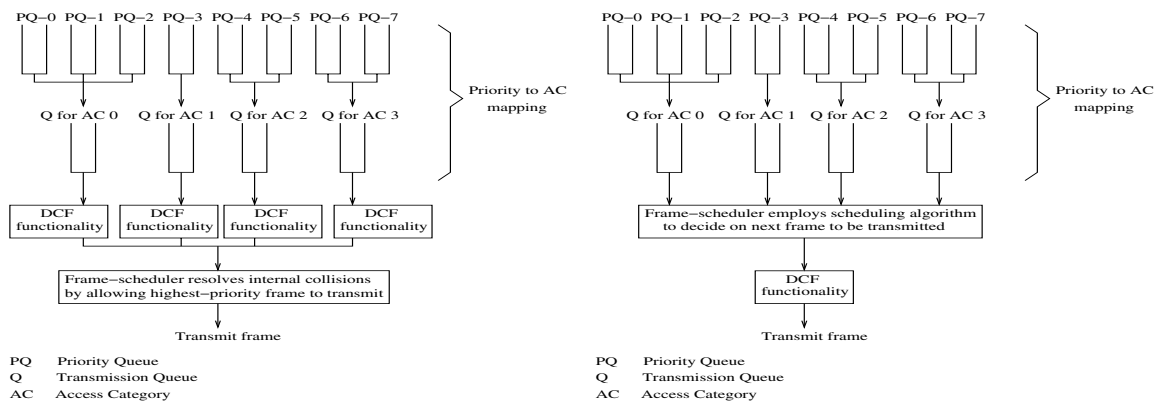 PQ−0 PQ−1 PQ−2 PQ−3 PQ−4 PQ−5 PQ−6 PQ−7
Priority to AC
mapping
Q for AC 0 Q for AC 1 Q for AC 2 Q for AC 3
DCF
functionality
DCF
functionality
DCF
functionality
DCF
functionality
Frame−scheduler resolves internal collisions
by allowing highest−priority frame to transmit
Transmit frame
PQ Priority Queue
Q Transmission Queue
AC Access Category
PQ−0 PQ−1 PQ−2 PQ−3 PQ−4 PQ−5 PQ−6 PQ−7
Priority to AC
mapping
Q for AC 0 Q for AC 1 Q for AC 2 Q for AC 3
Frame−scheduler employs scheduling algorithm
to decide on next frame to be transmitted
DCF
functionality
Transmit frame
PQ Priority Queue
Q Transmission Queue
AC Access Category